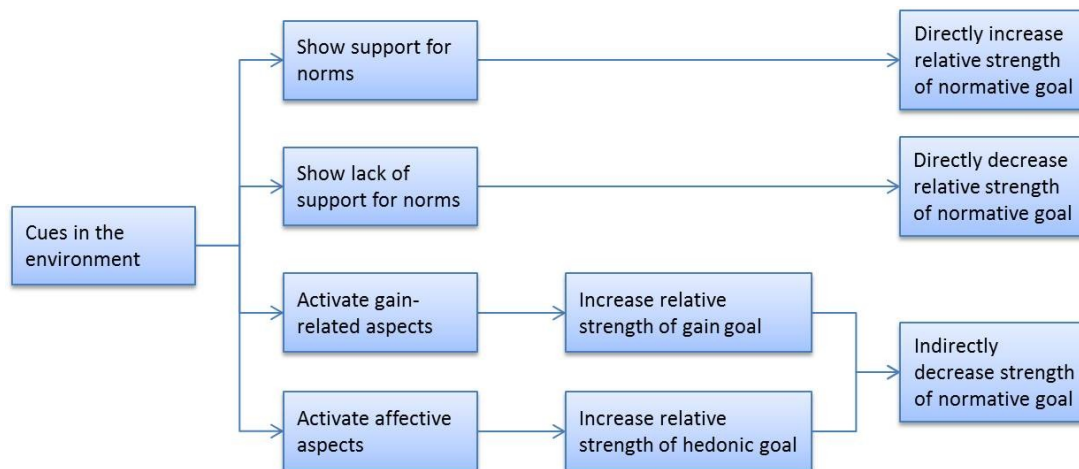 Show support for
norms
Directly increase
relative strength
of normative goal
Show lack of
support for norms
Directly decrease
relative strength
of normative goal
Cues in the
environment
Activate gain-
related aspects
Increase relative
strength of gain goal
Indirectly
decrease strength
of normative goal
Activate affective
aspects
Increase relative
strength of hedonic goal